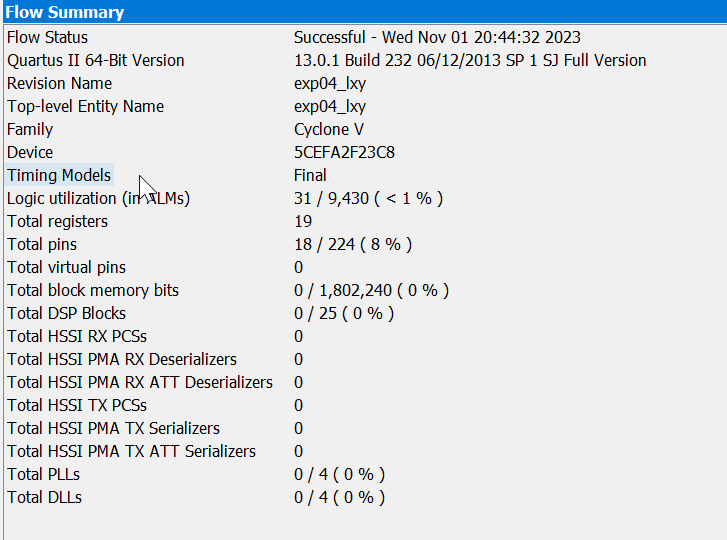 Flow Summary
Flow Status Successful - Wed Nov 01 20:44:32 2023
Quartus II 64-Bit Version 13.0.1 Build 232 06/12/2013 SP 1 SJ Full Version
Revision Name exp04_lxy
Top-level Entity Name exp04_lxy
Family Cyclone V
Device 5CEFA2F23C8
Timing Models Final
Logic utilization (in ALMs) 31 / 9,430 ( < 1 % )
Total registers 19
Total pins 18 / 224 ( 8 % )
Total virtual pins 0
Total block memory bits 0 / 1,802,240 ( 0 % )
Total DSP Blocks 0 / 25 ( 0 % )
Total HSSI RX PCSs 0
Total HSSI PMA RX Deserializers 0
Total HSSI PMA RX ATT Deserializers 0
Total HSSI TX PCSs 0
Total HSSI PMA TX Serializers 0
Total HSSI PMA TX ATT Serializers 0
Total PLLs 0 / 4 ( 0 % )
Total DLLs 0 / 4 ( 0 % )